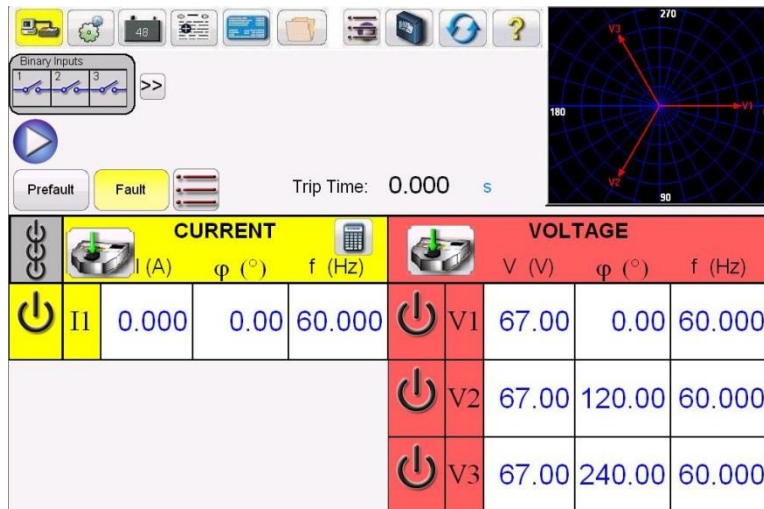 48
?
270
Binary Inputs
1 2 3
>>
V3
180
V1
V2
90
Prefault Fault Trip Time: 0.000 s
CURRENT VOLTAGE
I (A) φ (°) f (Hz) V (V) φ (°) f (Hz)
I1 0.000 0.00 60.000 V1 67.00 0.00 60.000
V2 67.00 120.00 60.000
V3 67.00 240.00 60.000